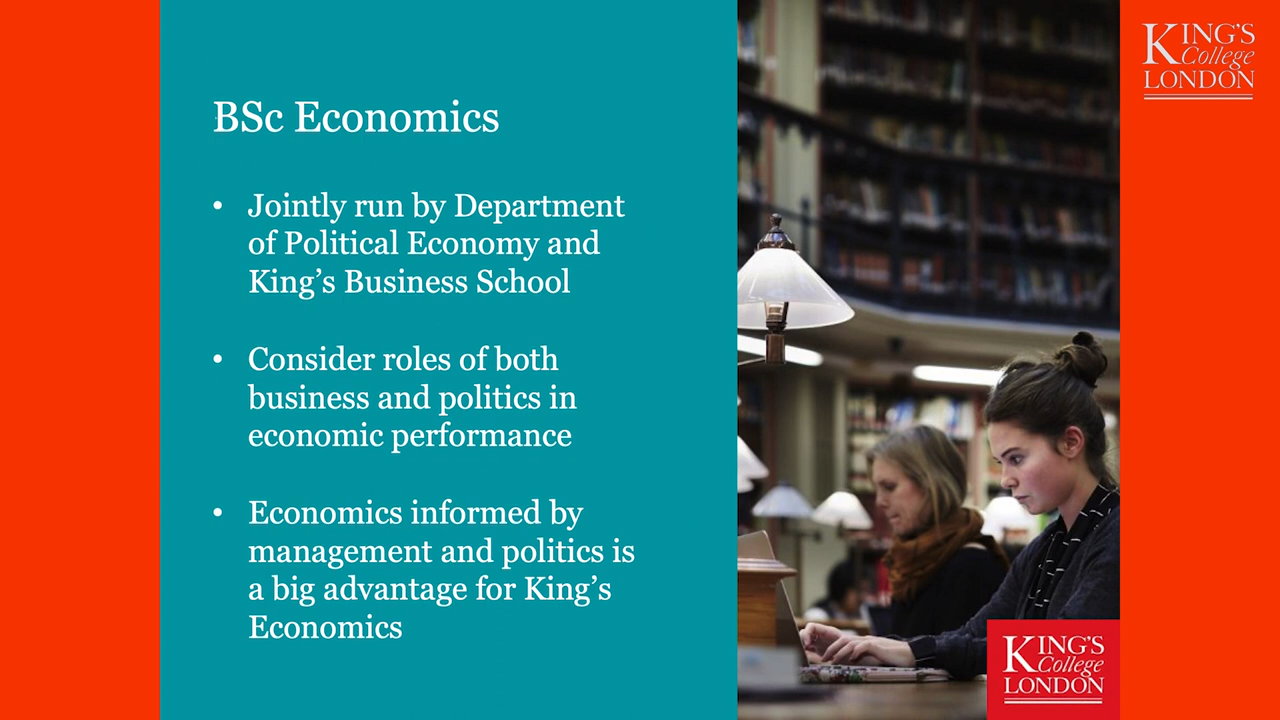 BSc Economics
• Jointly run by Department
of Political Economy and
King's Business School
• Consider roles of both
business and politics in
economic performance
• Economics informed by
management and politics is
a big advantage for King's
Economics
KING'S
College
LONDON
KING'S
College
LONDON